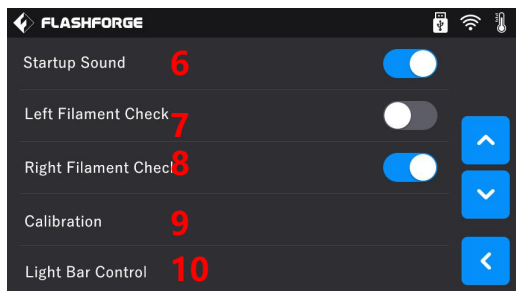 FLASHFORGE
Startup Sound 6
Left Filament Check 7
Right Filament Check 8
Calibration 9
Light Bar Control 10